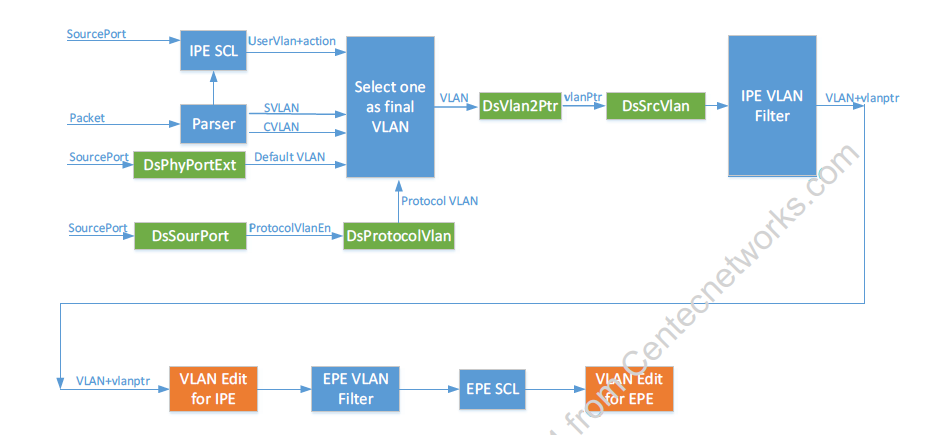 SourcePort
IPE SCL
UserVlan+action
Select one
as final
VLAN
Packet
Parser
SVLAN
CVLAN
VLAN
DsVlan2Ptr
vlanPtr
DsSrcVlan
IPE VLAN
Filter
VLAN+vlanptr
SourcePort
DsPhyPortExt
Default VLAN
Protocol VLAN
SourcePort
DsSourPort
ProtocolVlanEn
DsProtocolVlan
VLAN+vlanptr
VLAN Edit
for IPE
EPE VLAN
Filter
EPE SCL
VLAN Edit
for EPE
from Centecnetworks.com